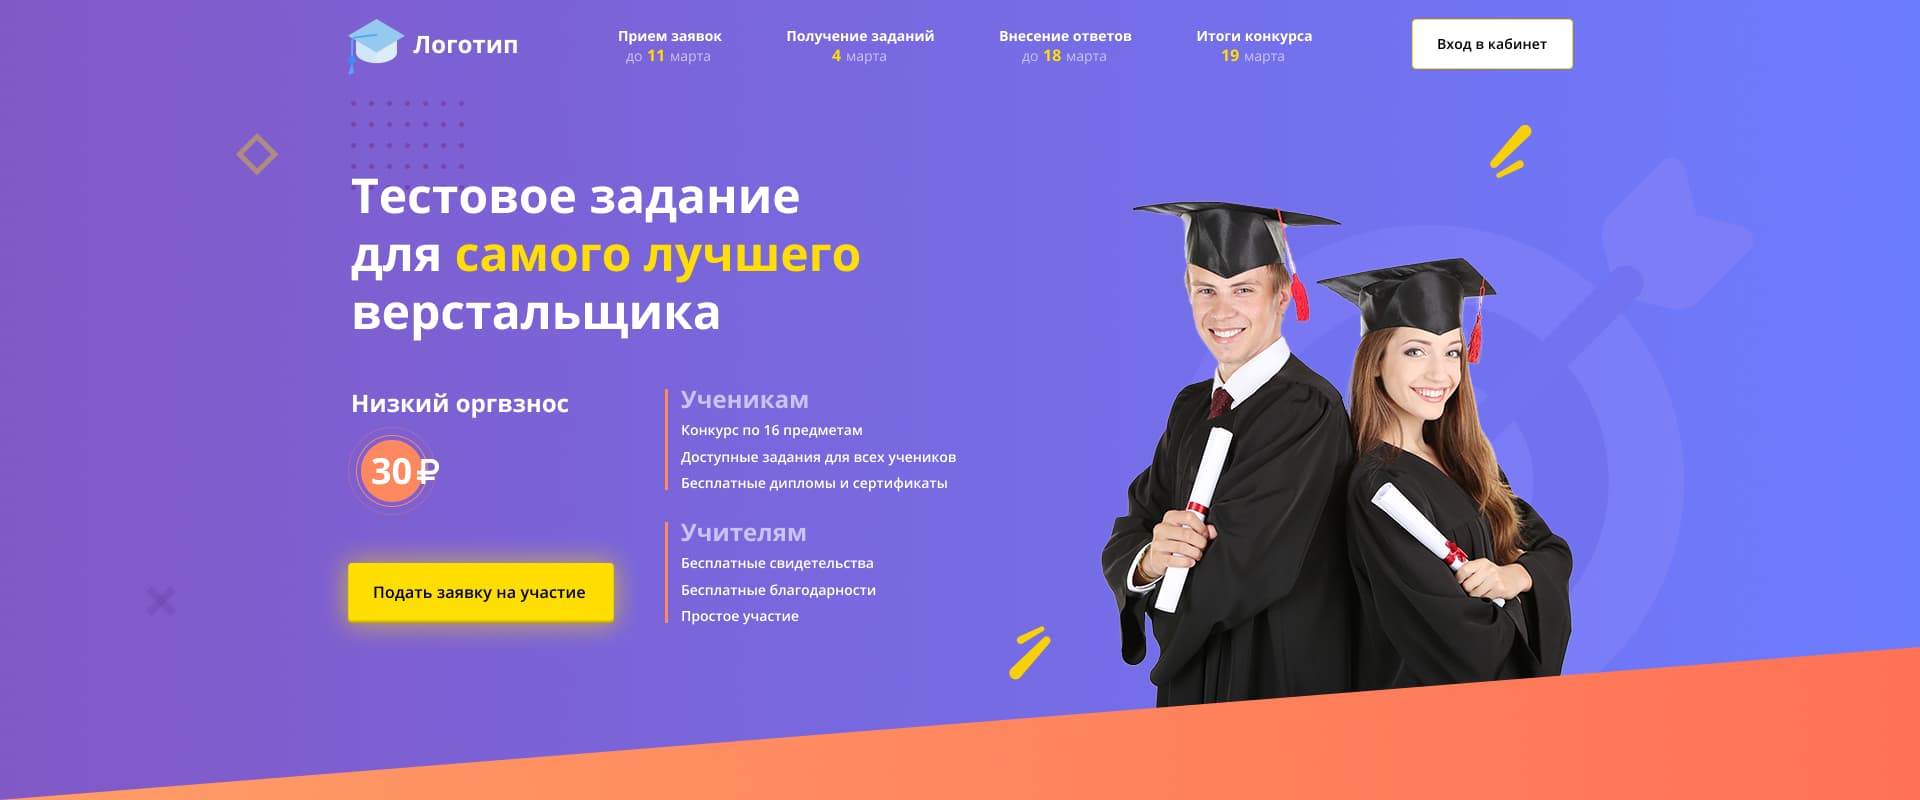 Логотип
Прием заявок
до 11 марта
Получение заданий
4 марта
Внесение ответов
до 18 марта
Итоги конкурса
19 марта
Вход в кабинет
Тестовое задание
для самого лучшего
верстальщика
Низкий оргвзнос
30 ₽
Подать заявку на участие
Ученикам
Конкурс по 16 предметам
Доступные задания для всех учеников
Бесплатные дипломы и сертификаты
Учителям
Бесплатные свидетельства
Бесплатные благодарности
Простое участие